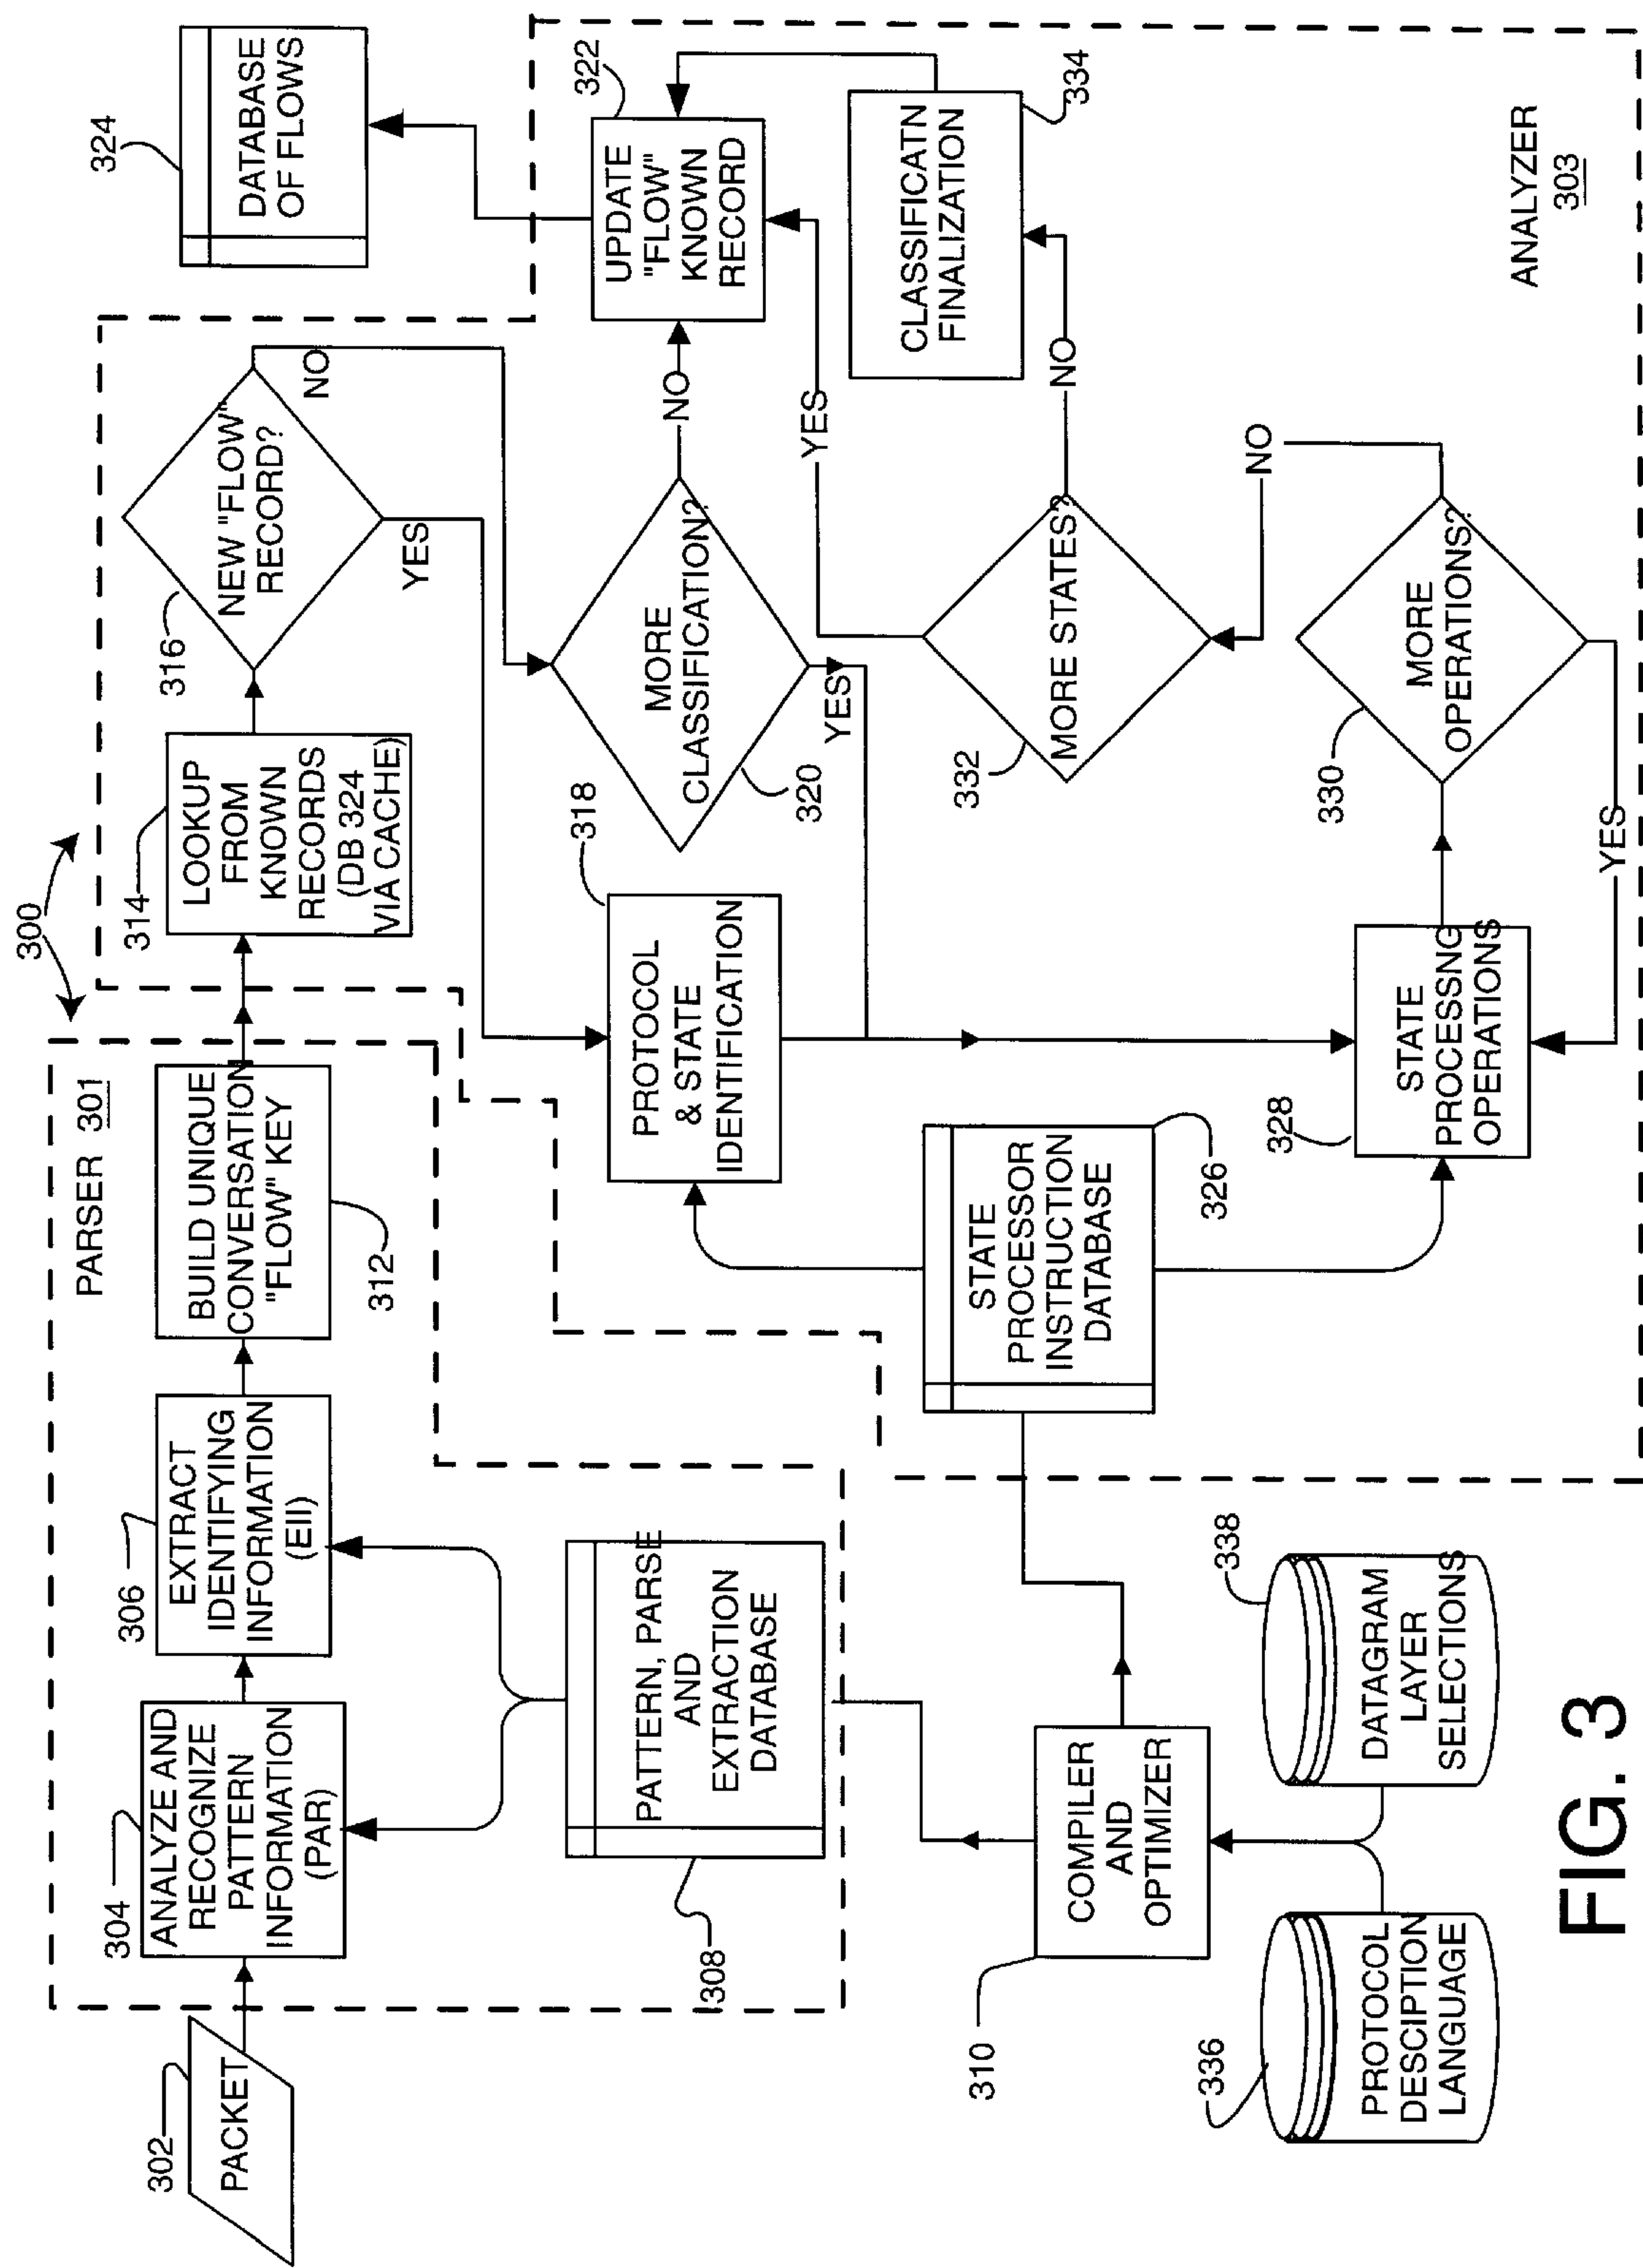 300
PARSER 301
302
PACKET
304
ANALYZE AND
RECOGNIZE
PATTERN
INFORMATION
(PAR)
306
EXTRACT
IDENTIFYING
INFORMATION
(EII)
BUILD UNIQUE
CONVERSATION
"FLOW" KEY
312
314
LOOKUP
FROM
KNOWN
RECORDS
(DB 324
VIA CACHE)
316
NEW "FLOW"
RECORD?
NO
YES
324
DATABASE
OF FLOWS
PATTERN, PARSE
AND
EXTRACTION
DATABASE
308
318
PROTOCOL
& STATE
IDENTIFICATION
MORE
CLASSIFICATION?
320
YES
NO
322
UPDATE
"FLOW"
KNOWN
RECORD
STATE
PROCESSOR
INSTRUCTION
DATABASE
326
332
MORE STATES?
YES
NO
CLASSIFICATN
FINALIZATION
334
310
COMPILER
AND
OPTIMIZER
328
STATE
PROCESSNG
OPERATIONS
330
MORE
OPERATIONS?
NO
YES
ANALYZER
303
336
PROTOCOL
DESCIPTION
LANGUAGE
338
DATAGRAM
LAYER
SELECTIONS
FIG. 3